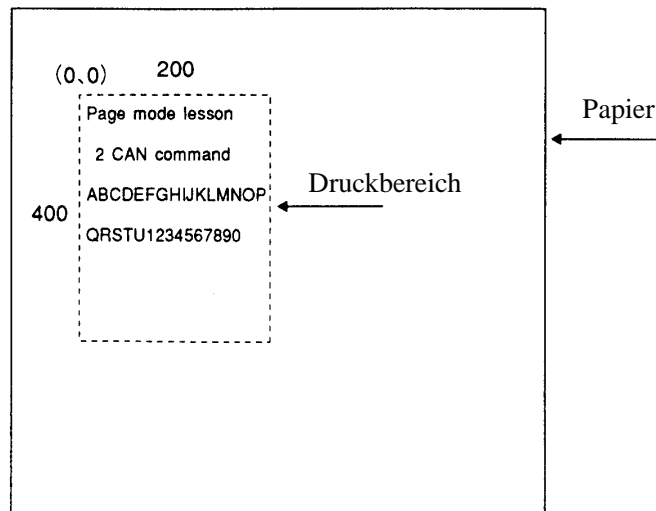 (0、0) 200
Page mode lesson
2 CAN command
ABCDEFGHIJKLMNOP
QRSTU1234567890
400
Druckbereich
Papier